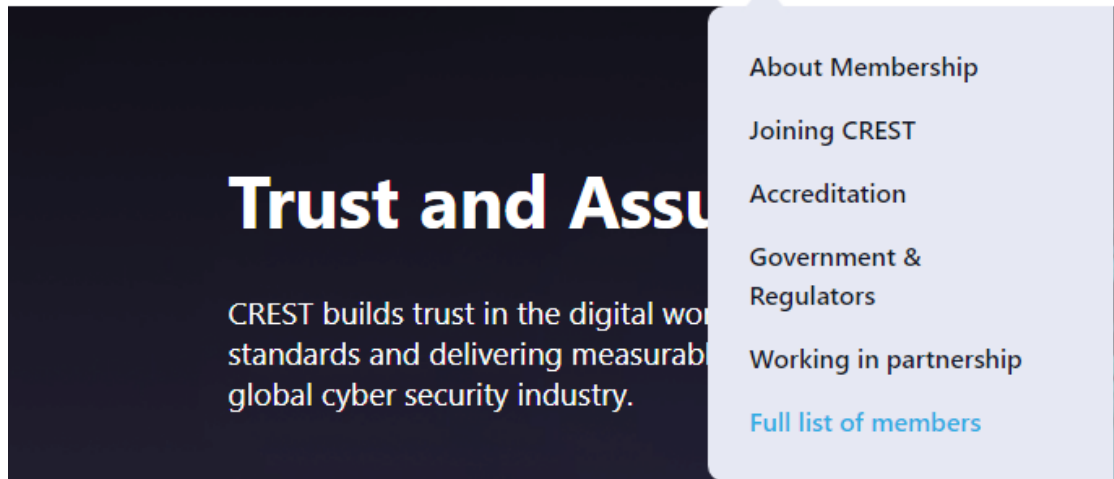 Trust and Assu
CREST builds trust in the digital wor
standards and delivering measurabl
global cyber security industry.
About Membership
Joining CREST
Accreditation
Government &
Regulators
Working in partnership
Full list of members